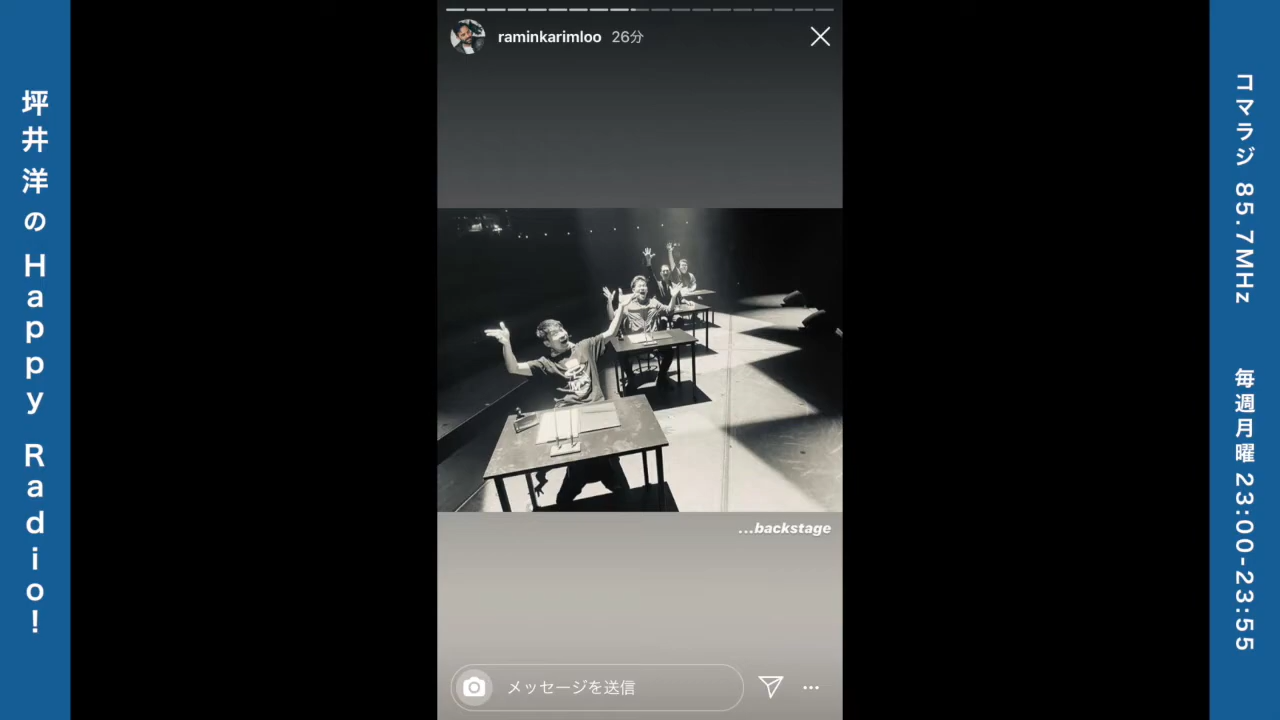 坪井洋のHappy Radio!
raminkarimloo 26分
...backstage
メッセージを送信
コマラジ 85.7MHz 毎週月曜 23:00-23:55